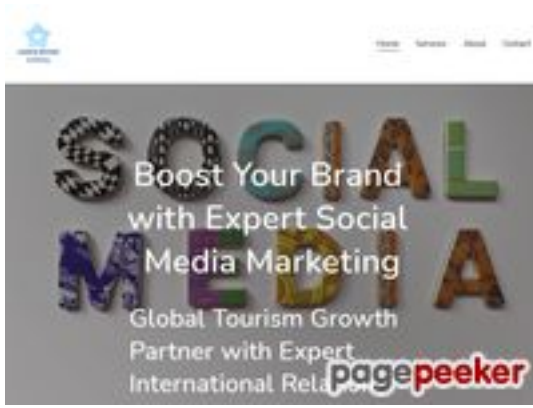 Home Services About Contact
SOCIAL
MEDIA
Boost Your Brand
with Expert Social
Media Marketing
Global Tourism Growth
Partner with Expert
International
pagepeeker